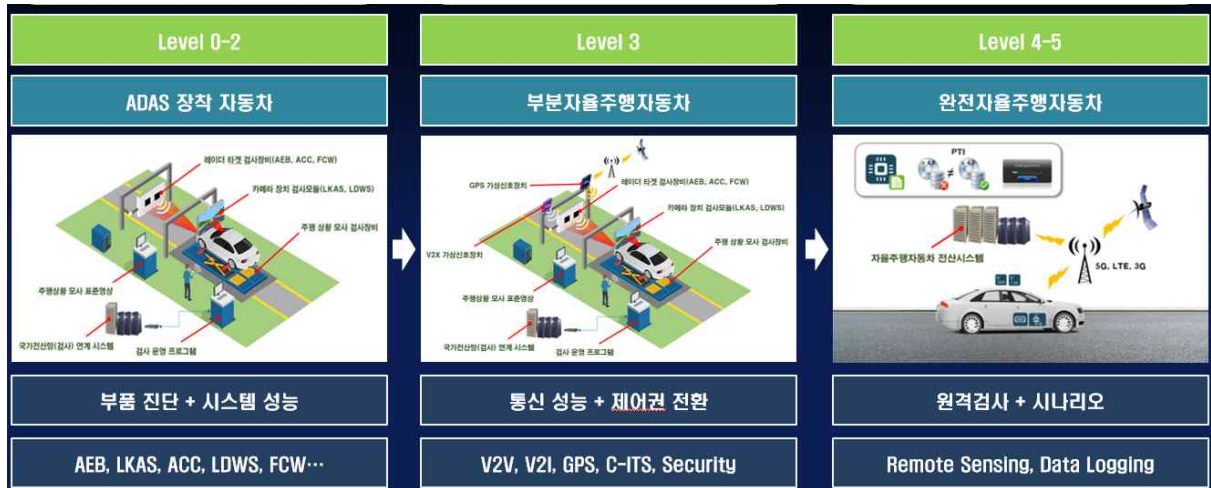 Level 0-2
ADAS 장착 자동차
레이더 타겟 검사장비(AEB, ACC, FCW)
카메라 장치 검사모듈(LKAS, LDWS)
주행 상황 모사 검사장비
주행상황 모사 표준영상
국가전산망(검사) 연계 시스템
검사 운영 프로그램
부품 진단 + 시스템 성능
AEB, LKAS, ACC, LDWS, FCW…
Level 3
부분자율주행자동차
GPS 가상신호장치
레이더 타겟 검사장비(AEB, ACC, FCW)
카메라 장치 검사모듈(LKAS, LDWS)
V2X 가상신호장치
주행 상황 모사 검사장비
주행상황 모사 표준영상
국가전산망(검사) 연계 시스템
검사 운영 프로그램
통신 성능 + 제어권 전환
V2V, V2I, GPS, C-ITS, Security
Level 4-5
완전자율주행자동차
PTI
≠
자율주행자동차 전산시스템
5G, LTE, 3G
원격검사 + 시나리오
Remote Sensing, Data Logging